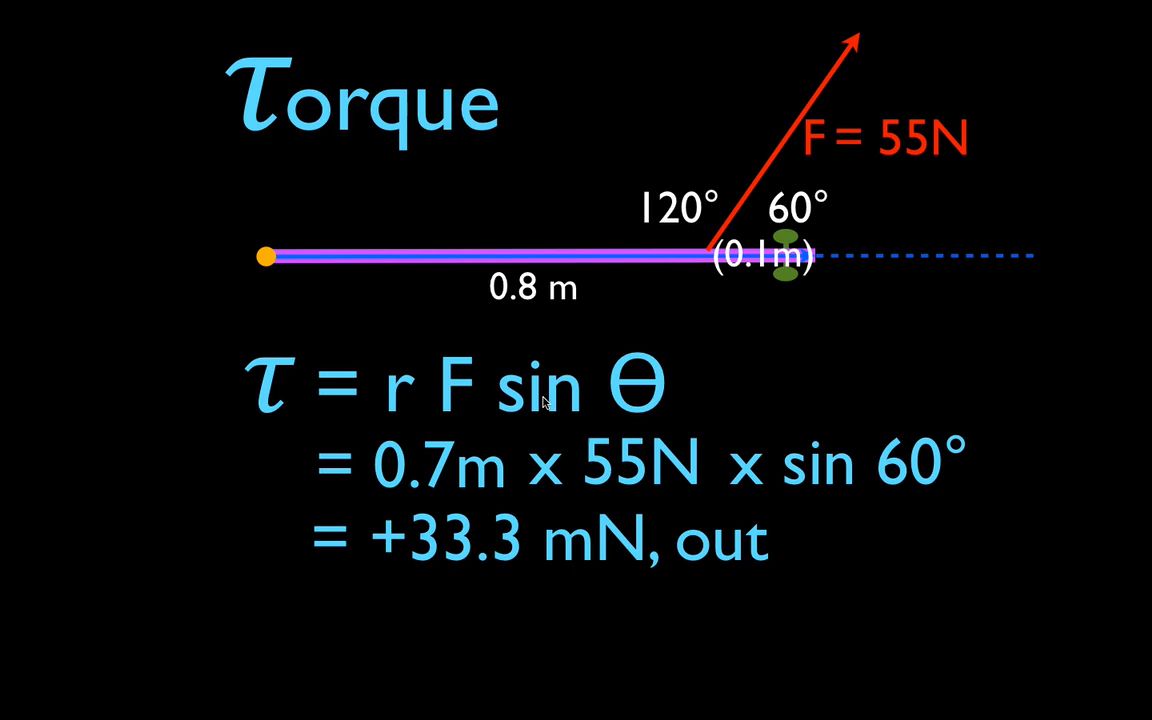 τorque
F = 55N
120° 60°
(0.1m)
0.8 m
τ = r F sin Θ
= 0.7m x 55N x sin 60°
= +33.3 mN, out